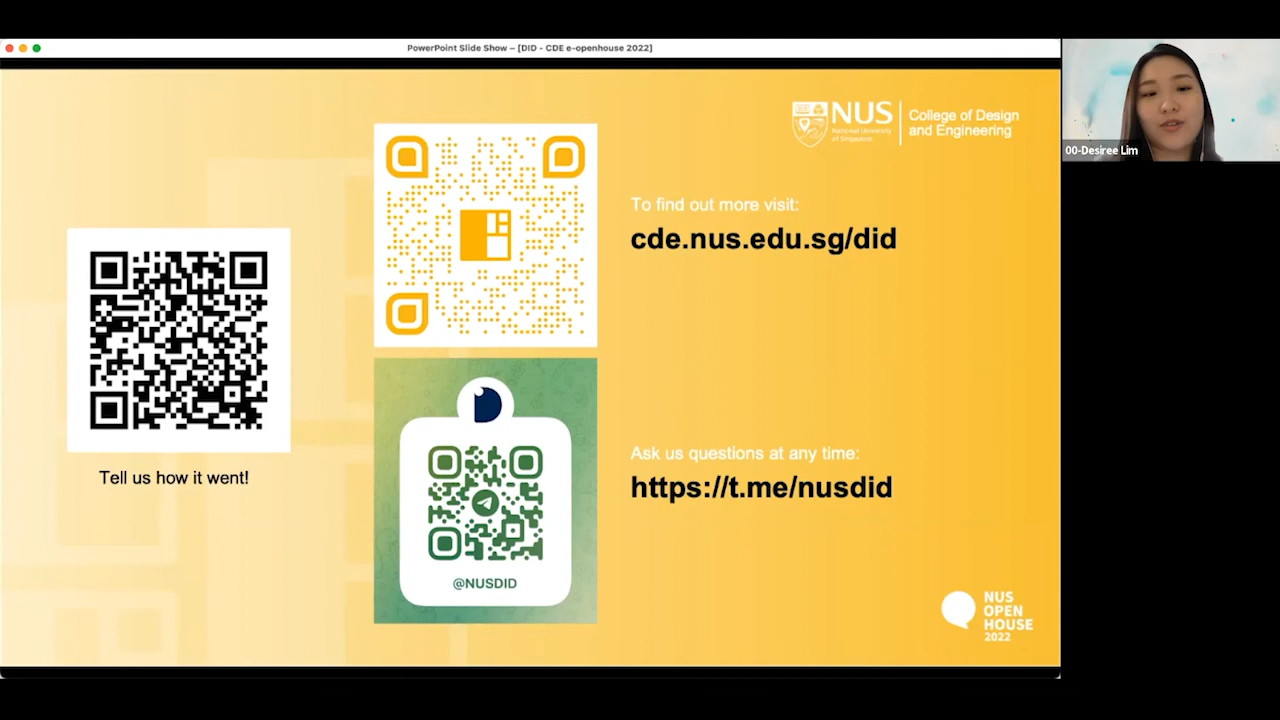 PowerPoint Slide Show – [DID - CDE e-openhouse 2022]
NUS
National University
of Singapore
College of Design
and Engineering
00-Desiree Lim
To find out more visit:
cde.nus.edu.sg/did
Tell us how it went!
Ask us questions at any time:
https://t.me/nusdid
@NUSDID
NUS
OPEN
HOUSE
2022